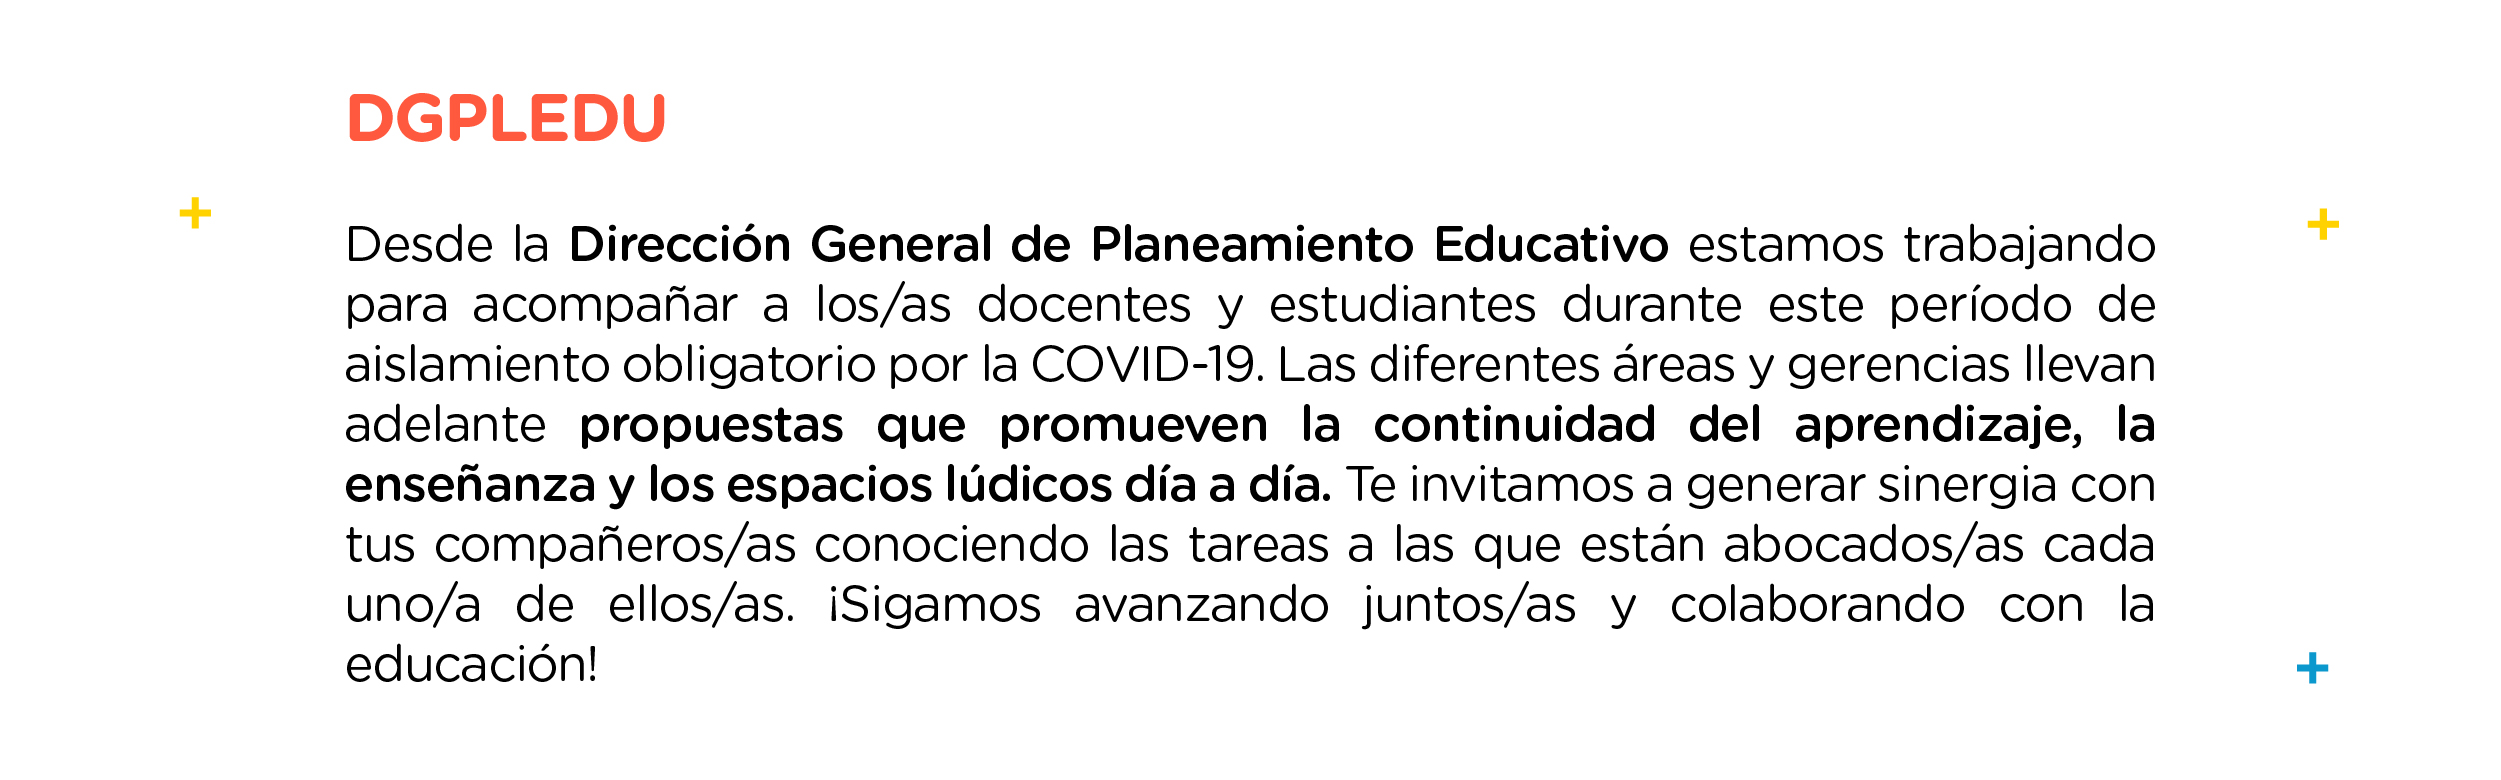 DGPLEDU
Desde la Dirección General de Planeamiento Educativo estamos trabajando
para acompañar a los/as docentes y estudiantes durante este período de
aislamiento obligatorio por la COVID-19. Las diferentes áreas y gerencias llevan
adelante propuestas que promueven la continuidad del aprendizaje, la
enseñanza y los espacios lúdicos día a día. Te invitamos a generar sinergia con
tus compañeros/as conociendo las tareas a las que están abocados/as cada
uno/a de ellos/as. ¡Sigamos avanzando juntos/as y colaborando con la
educación!